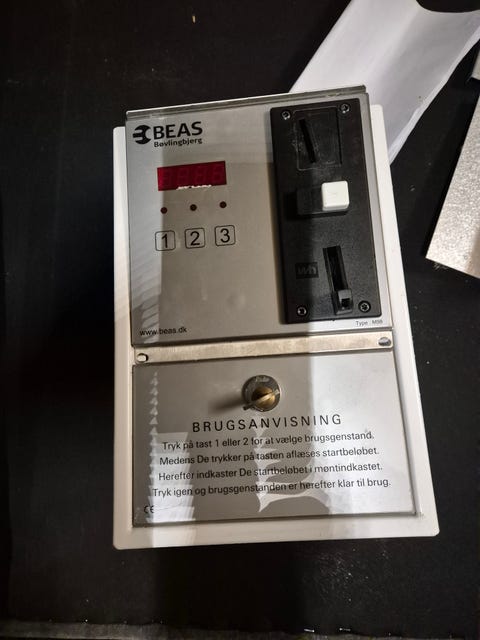 BEAS
Bøvlingbjerg
1 2 3
wh
www.beas.dk
Type: M98
BRUGSANVISNING
Tryk på tast 1 eller 2 for at vælge brugsgenstand.
Medens De trykker på tasten aflæses startbeløbet.
Herefter indkaster De startbeløbet i møntindkastet.
Tryk igen og brugsgenstanden er herefter klar til brug.
CE